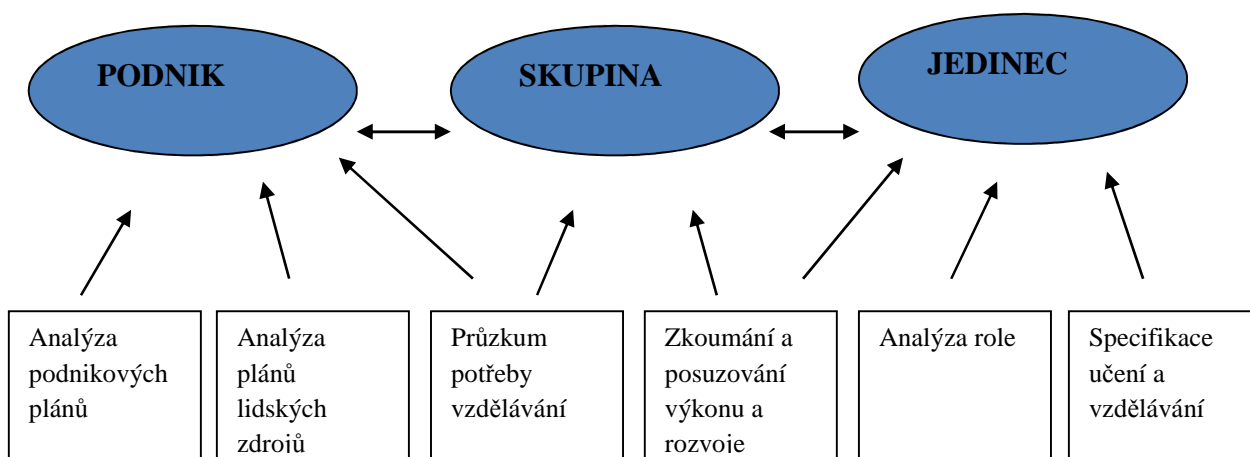 PODNIK
SKUPINA
JEDINEC
Analýza
podnikových
plánů
Analýza
plánů
lidských
zdrojů
Průzkum
potřeby
vzdělávání
Zkoumání a
posuzování
výkonu a
rozvoje
Analýza role
Specifikace
učení a
vzdělávání